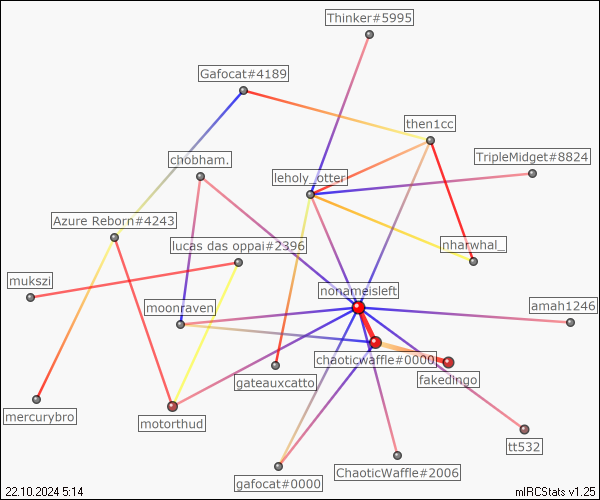 Thinker#5995
Gafocat#4189
then1cc
chobham.
TripleMidget#8824
leholy_otter
Azure Reborn#4243
lucas das oppai#2396
nharwhal_
mukszi
nonameisleft
moonraven
amah1246
chaoticwaffle#0000
fakedingo
gateauxcatto
mercurybro
motorthud
tt532
ChaoticWaffle#2006
gafocat#0000
22.10.2024 5:14
mIRCStats v1.25